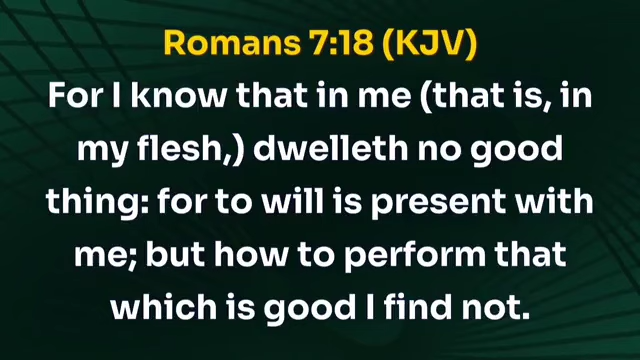 Romans 7:18 (KJV)
For I know that in me (that is, in
my flesh,) dwelleth no good
thing: for to will is present with
me; but how to perform that
which is good I find not.